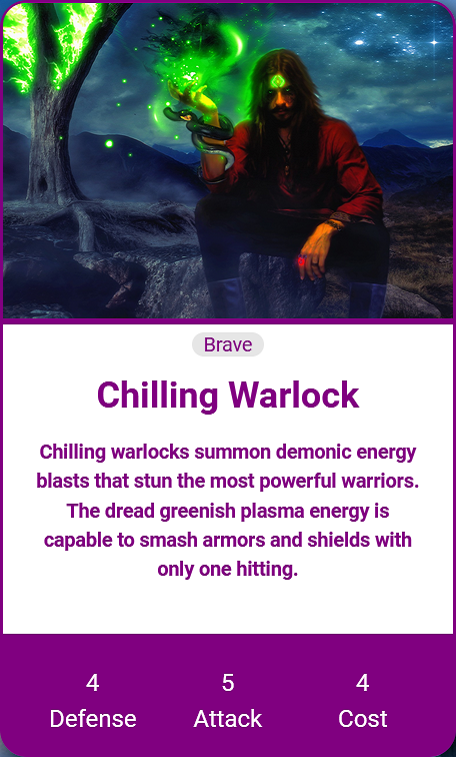 Brave
Chilling Warlock
Chilling warlocks summon demonic energy
blasts that stun the most powerful warriors.
The dread greenish plasma energy is
capable to smash armors and shields with
only one hitting.
4 5 4
Defense Attack Cost